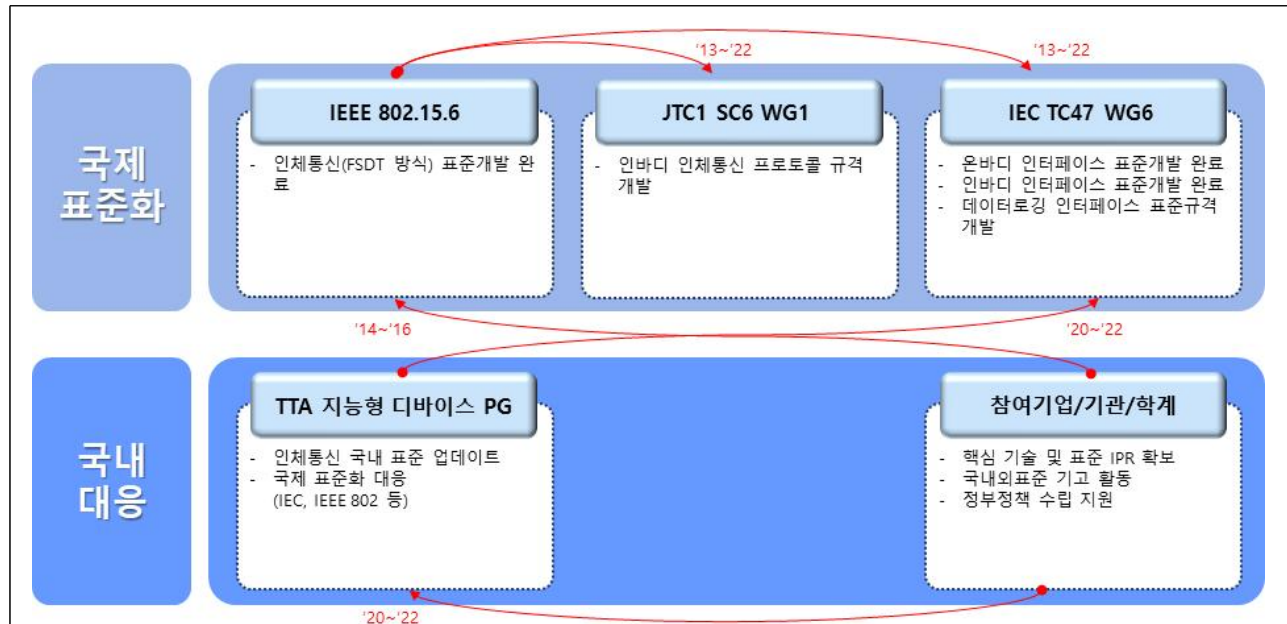 '13~'22
'13~'22
국제
표준화
IEEE 802.15.6
- 인체통신(FSDT 방식) 표준개발 완
료
JTC1 SC6 WG1
- 인바디 인체통신 프로토콜 규격
개발
IEC TC47 WG6
- 온바디 인터페이스 표준개발 완료
- 인바디 인터페이스 표준개발 완료
- 데이터로깅 인터페이스 표준규격
개발
'14~'16
'20~'22
국내
대응
TTA 지능형 디바이스 PG
- 인체통신 국내 표준 업데이트
- 국제 표준화 대응
(IEC, IEEE 802 등)
참여기업/기관/학계
- 핵심 기술 및 표준 IPR 확보
- 국내외표준 기고 활동
- 정부정책 수립 지원
'20~'22